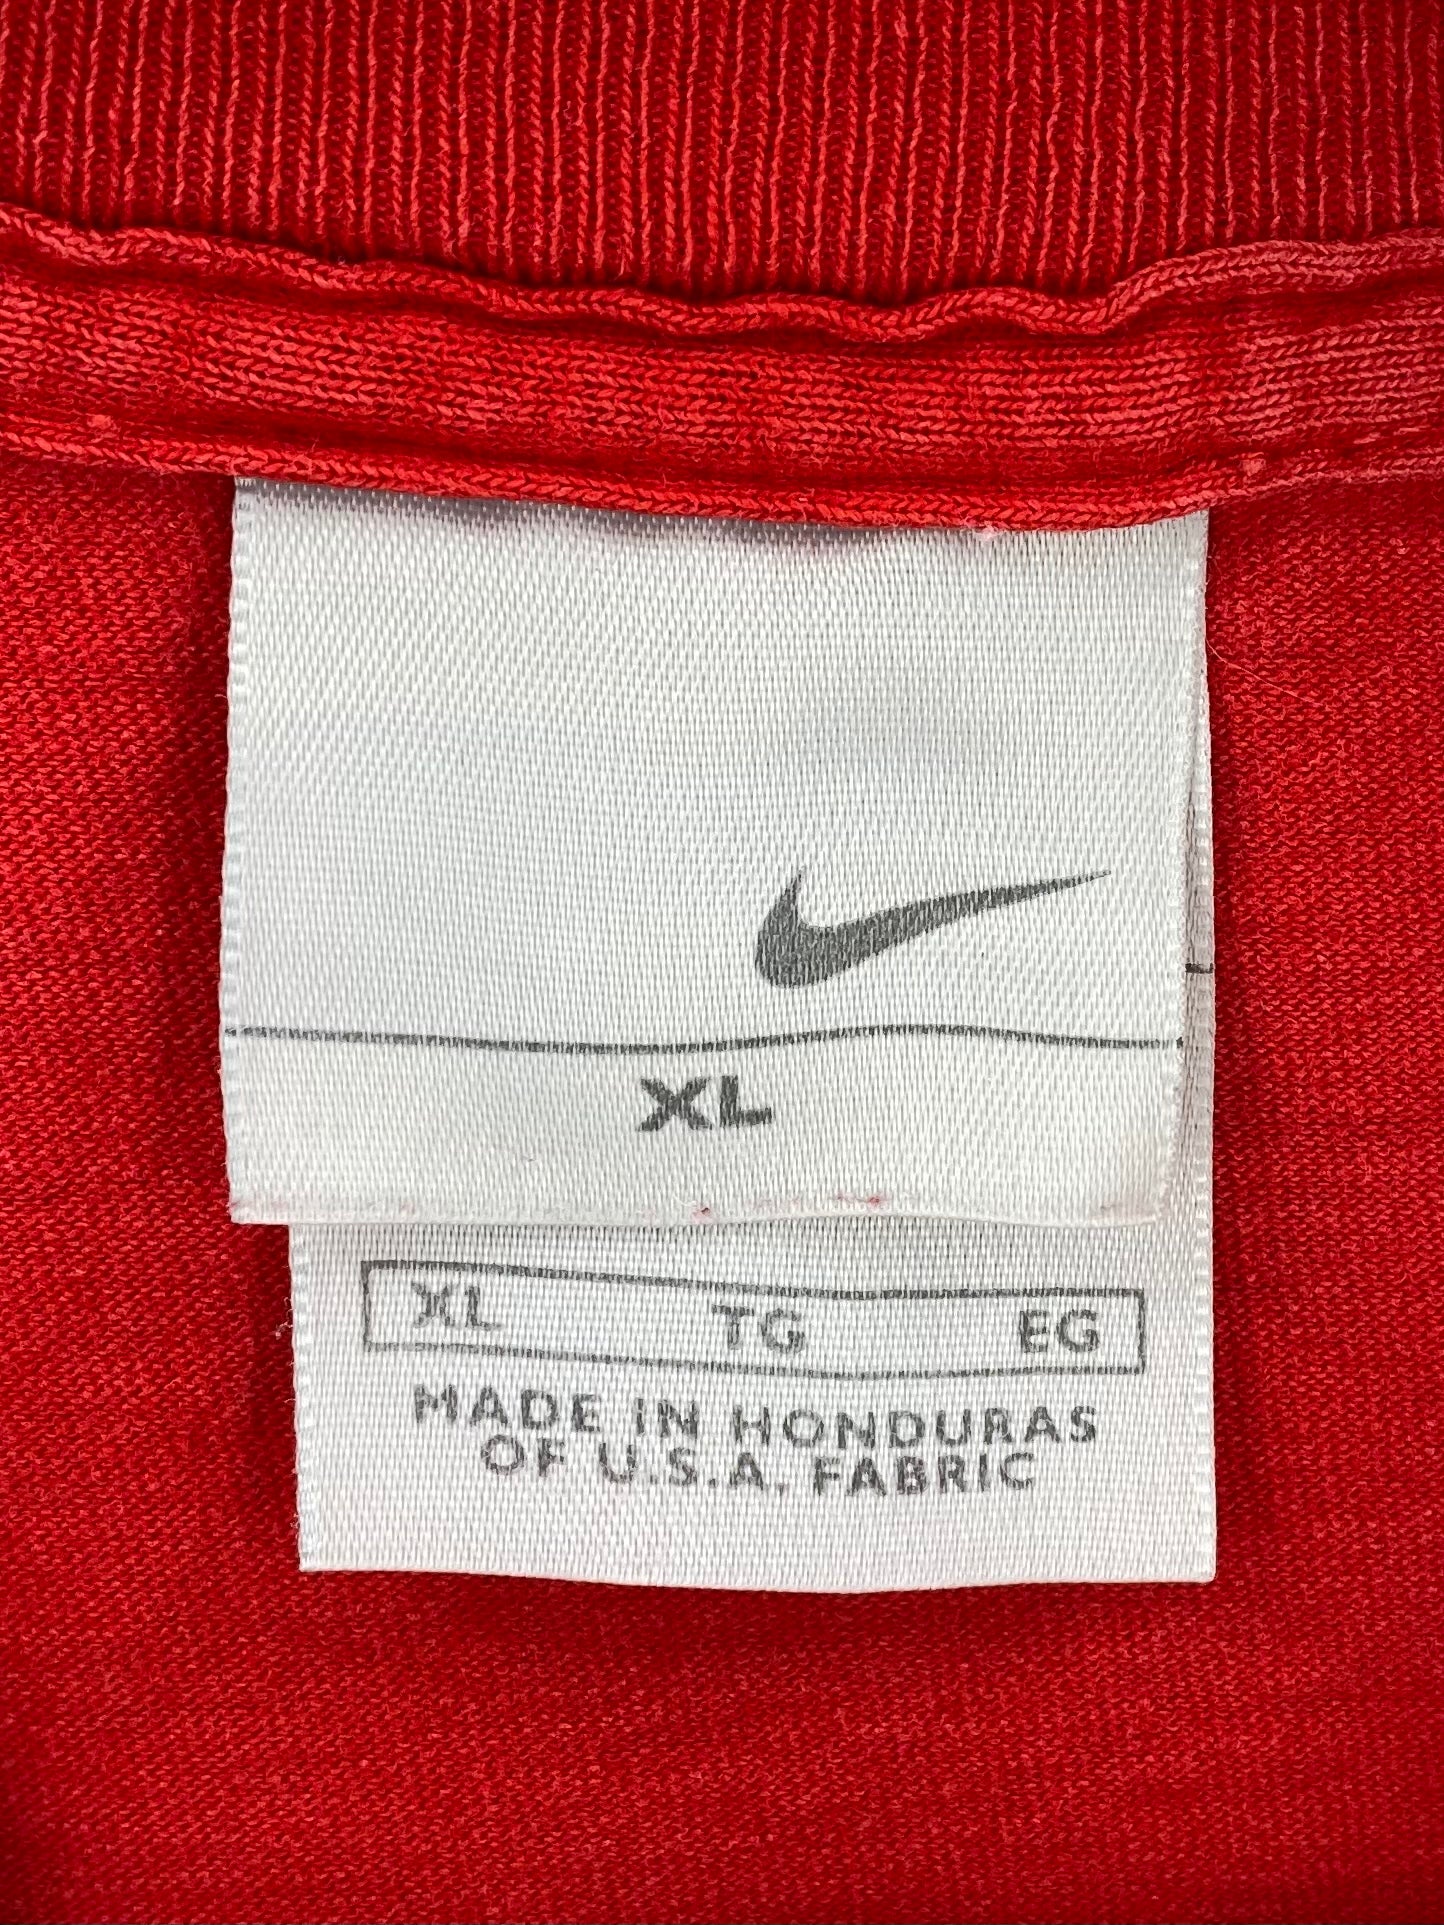 XL
XL TG EG
MADE IN HONDURAS
OF U.S.A. FABRIC